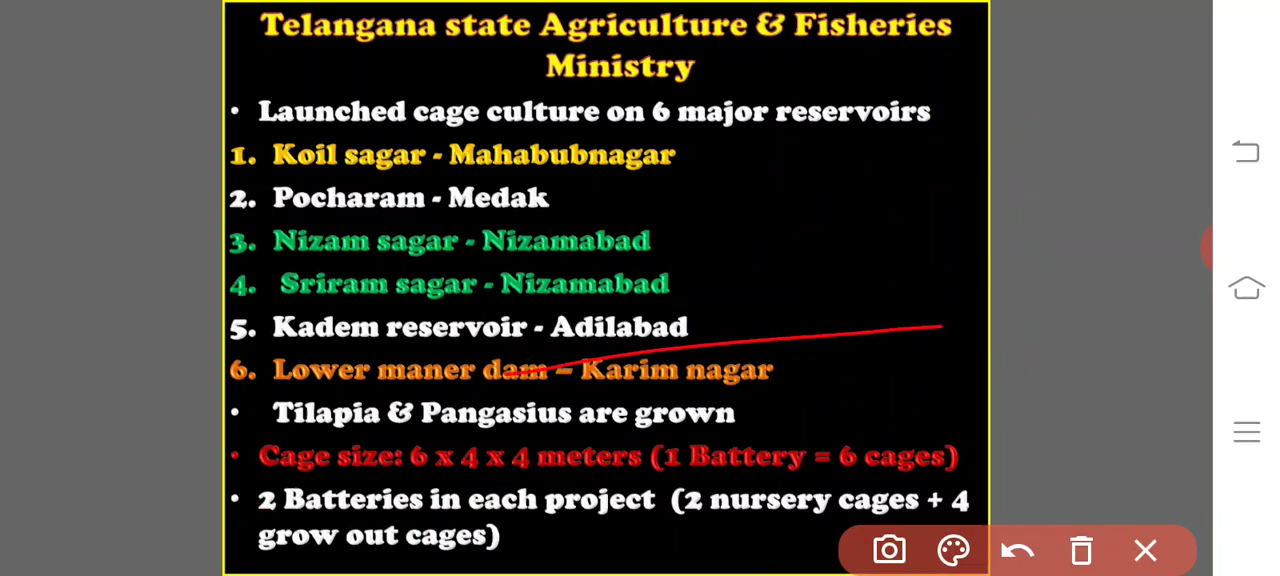 Telangana state Agriculture & Fisheries
Ministry
• Launched cage culture on 6 major reservoirs
1. Koil sagar - Mahabubnagar
2. Pocharam - Medak
3. Nizam sagar - Nizamabad
4. Sriram sagar - Nizamabad
5. Kadem reservoir - Adilabad
6. Lower maner dam – Karim nagar
• Tilapia & Pangasius are grown
• Cage size: 6 x 4 x 4 meters (1 Battery = 6 cages)
• 2 Batteries in each project (2 nursery cages + 4
grow out cages)